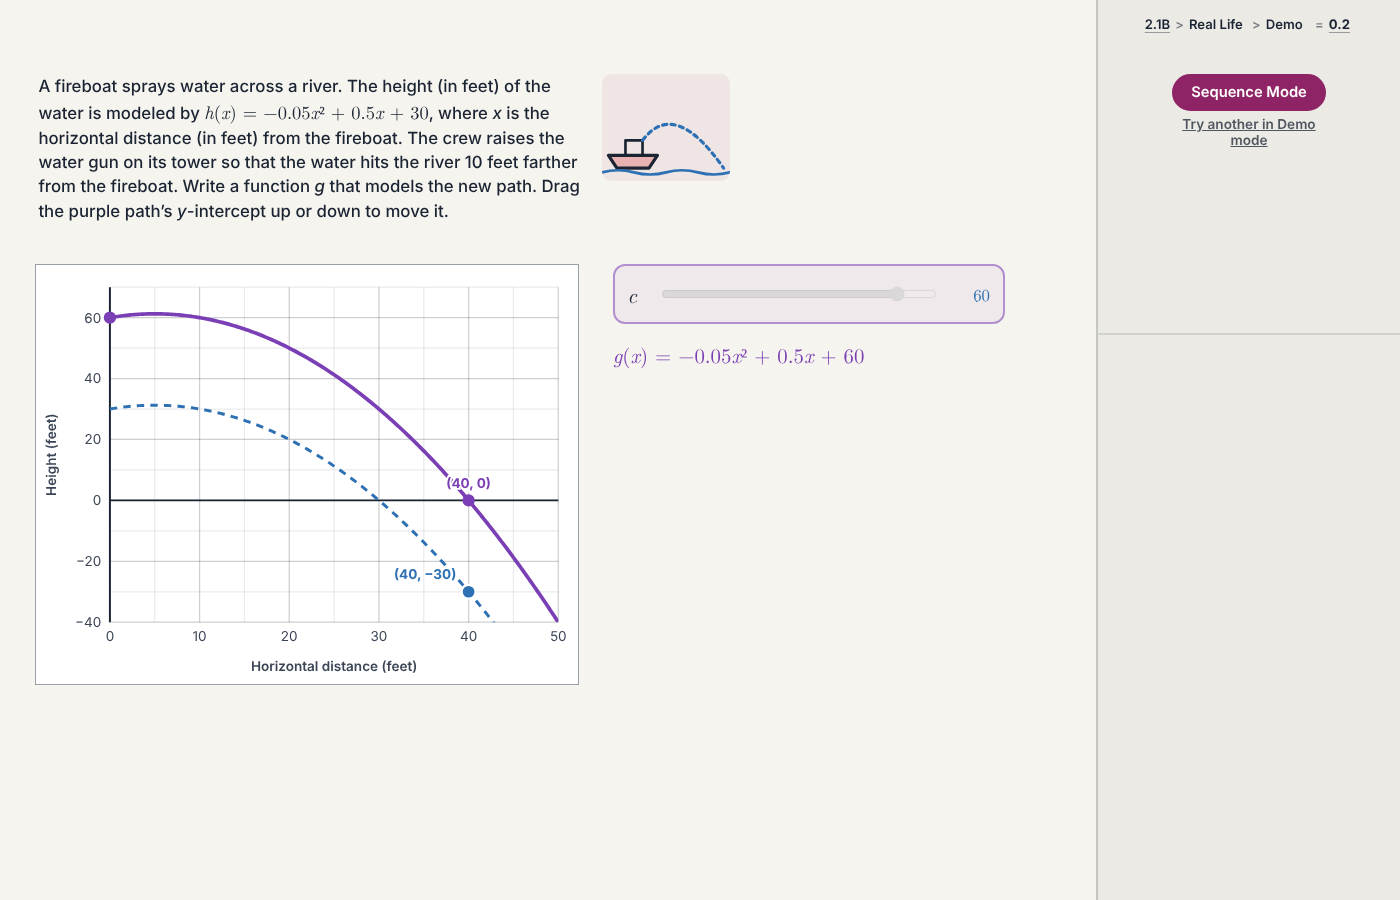 2.1B > Real Life > Demo = 0.2
Sequence Mode
Try another in Demo
mode
A fireboat sprays water across a river. The height (in feet) of the
water is modeled by h(x) = −0.05x² + 0.5x + 30, where x is the
horizontal distance (in feet) from the fireboat. The crew raises the
water gun on its tower so that the water hits the river 10 feet farther
from the fireboat. Write a function g that models the new path. Drag
the purple path’s y-intercept up or down to move it.
60
40
20
0
−20
−40
0 10 20 30 40 50
Height (feet)
Horizontal distance (feet)
(40, 0)
(40, −30)
c 60
g(x) = −0.05x² + 0.5x + 60